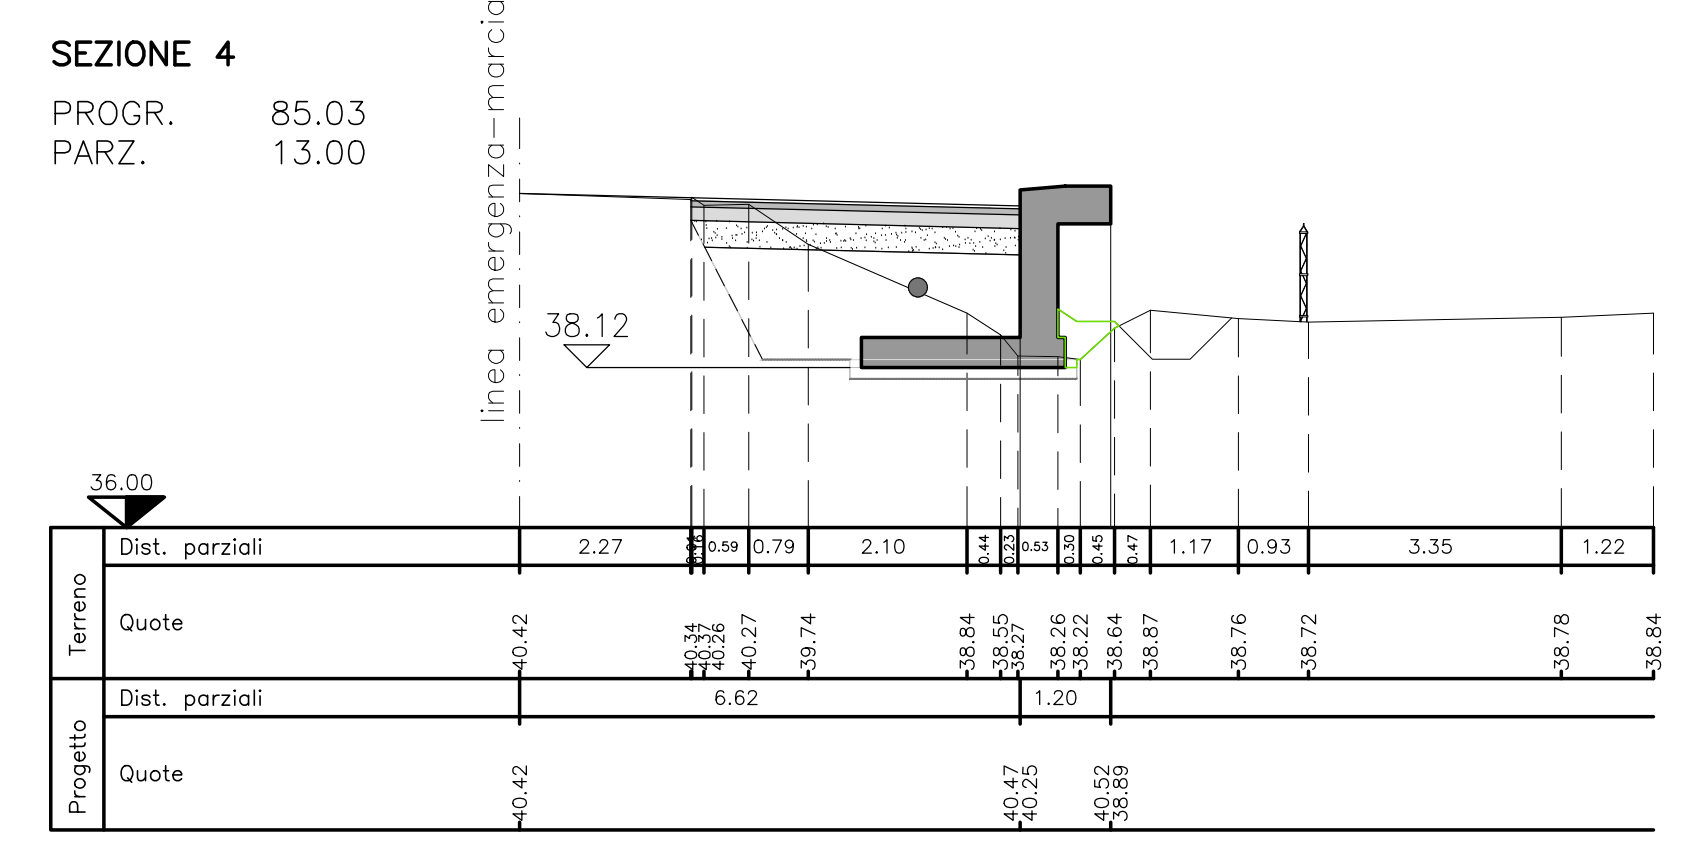 SEZIONE 4
PROGR. 85.03
PARZ. 13.00
linea emergenza-marcia
38.12
36.00
Terreno
Dist. parziali 2.27 0.16 0.59 0.79 2.10 0.44 0.23 0.53 0.30 0.45 0.47 1.17 0.93 3.35 1.22
Quote 40.42 40.34 40.37 40.26 40.27 39.74 38.84 38.55 38.27 38.26 38.22 38.64 38.87 38.76 38.72 38.78 38.84
Progetto
Dist. parziali 6.62 1.20
Quote 40.42 40.47 40.25 40.52 38.89